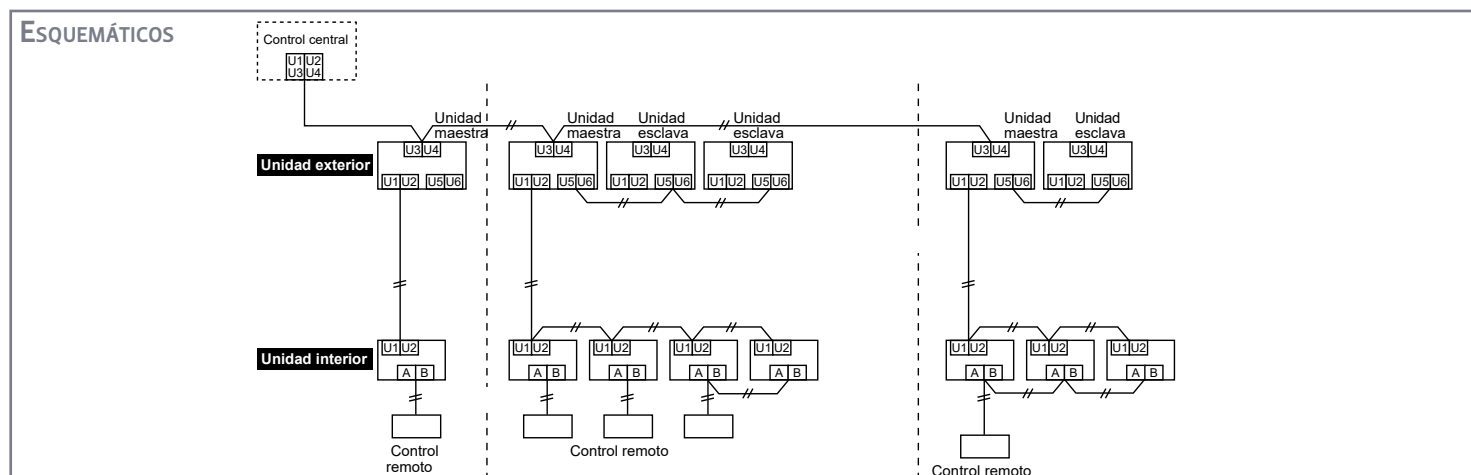 ESQUEMÁTICOS
Control central
U1 U2
U3 U4
Unidad maestra Unidad maestra Unidad esclava Unidad esclava Unidad maestra Unidad esclava
U3 U4 U3 U4 U3 U4 U3 U4 U3 U4 U3 U4
Unidad exterior
U1 U2 U5 U6 U1 U2 U5 U6 U1 U2 U5 U6 U1 U2 U5 U6 U1 U2 U5 U6 U1 U2 U5 U6
U1 U2 U1 U2 U1 U2 U1 U2 U1 U2 U1 U2 U1 U2 U1 U2
Unidad interior
A B A B A B A B A B A B A B A B
Control remoto Control remoto Control remoto